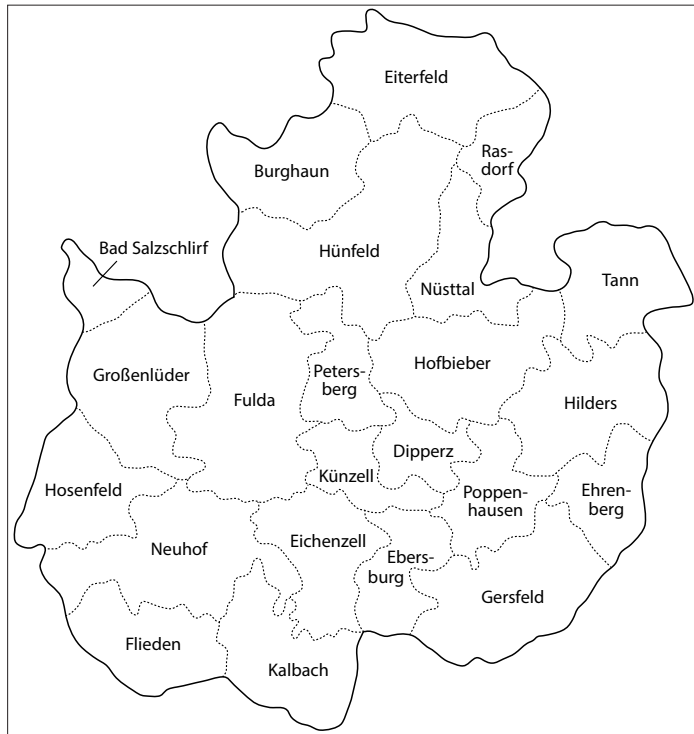 Eiterfeld
Ras-
dorf
Burghaun
Bad Salzschlirf
Hünfeld
Tann
Nüsttal
Großenlüder
Fulda
Peters-
berg
Hofbieber
Hilders
Hosenfeld
Künzell
Dipperz
Poppen-
hausen
Ehren-
berg
Neuhof
Eichenzell
Ebers-
burg
Gersfeld
Flieden
Kalbach